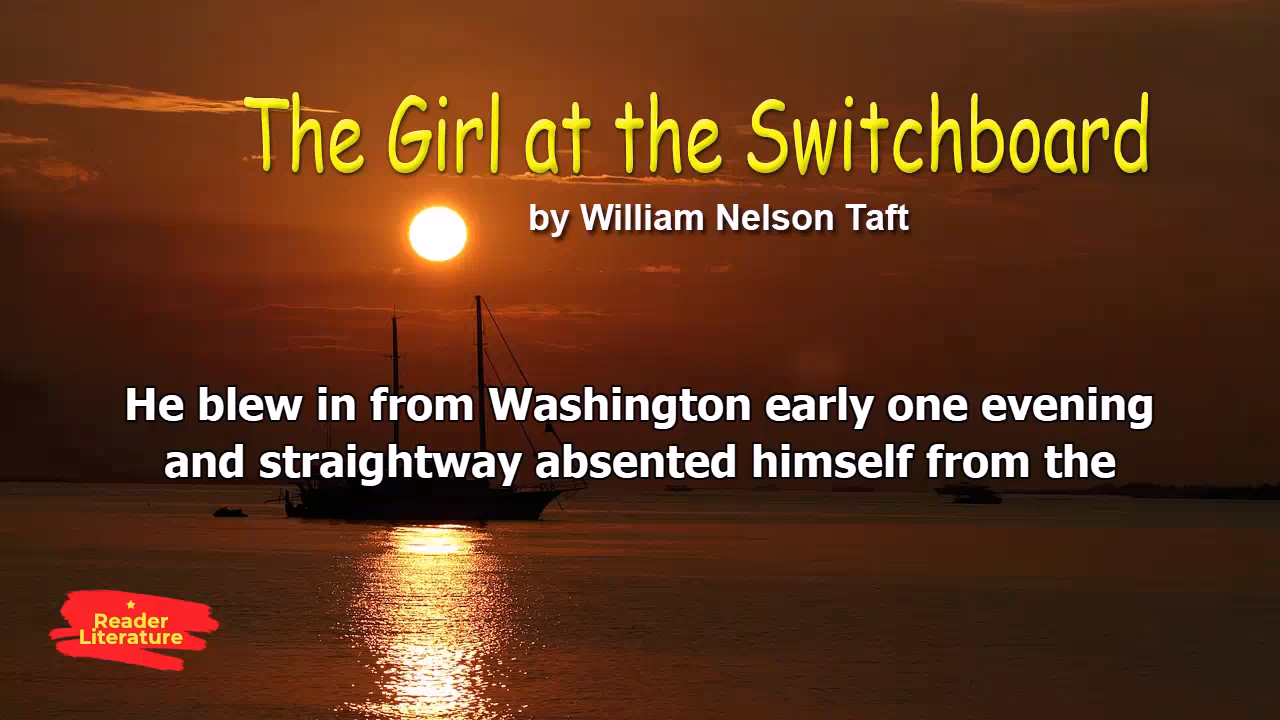 The Girl at the Switchboard
by William Nelson Taft
He blew in from Washington early one evening
and straightway absented himself from the
Reader
Literature